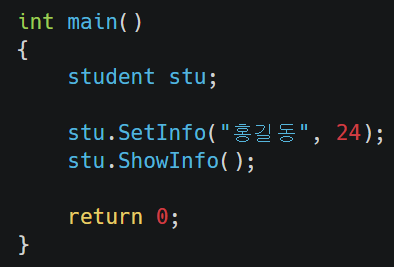 int main()
{
    student stu;

    stu.SetInfo("홍길동", 24);
    stu.ShowInfo();

    return 0;
}